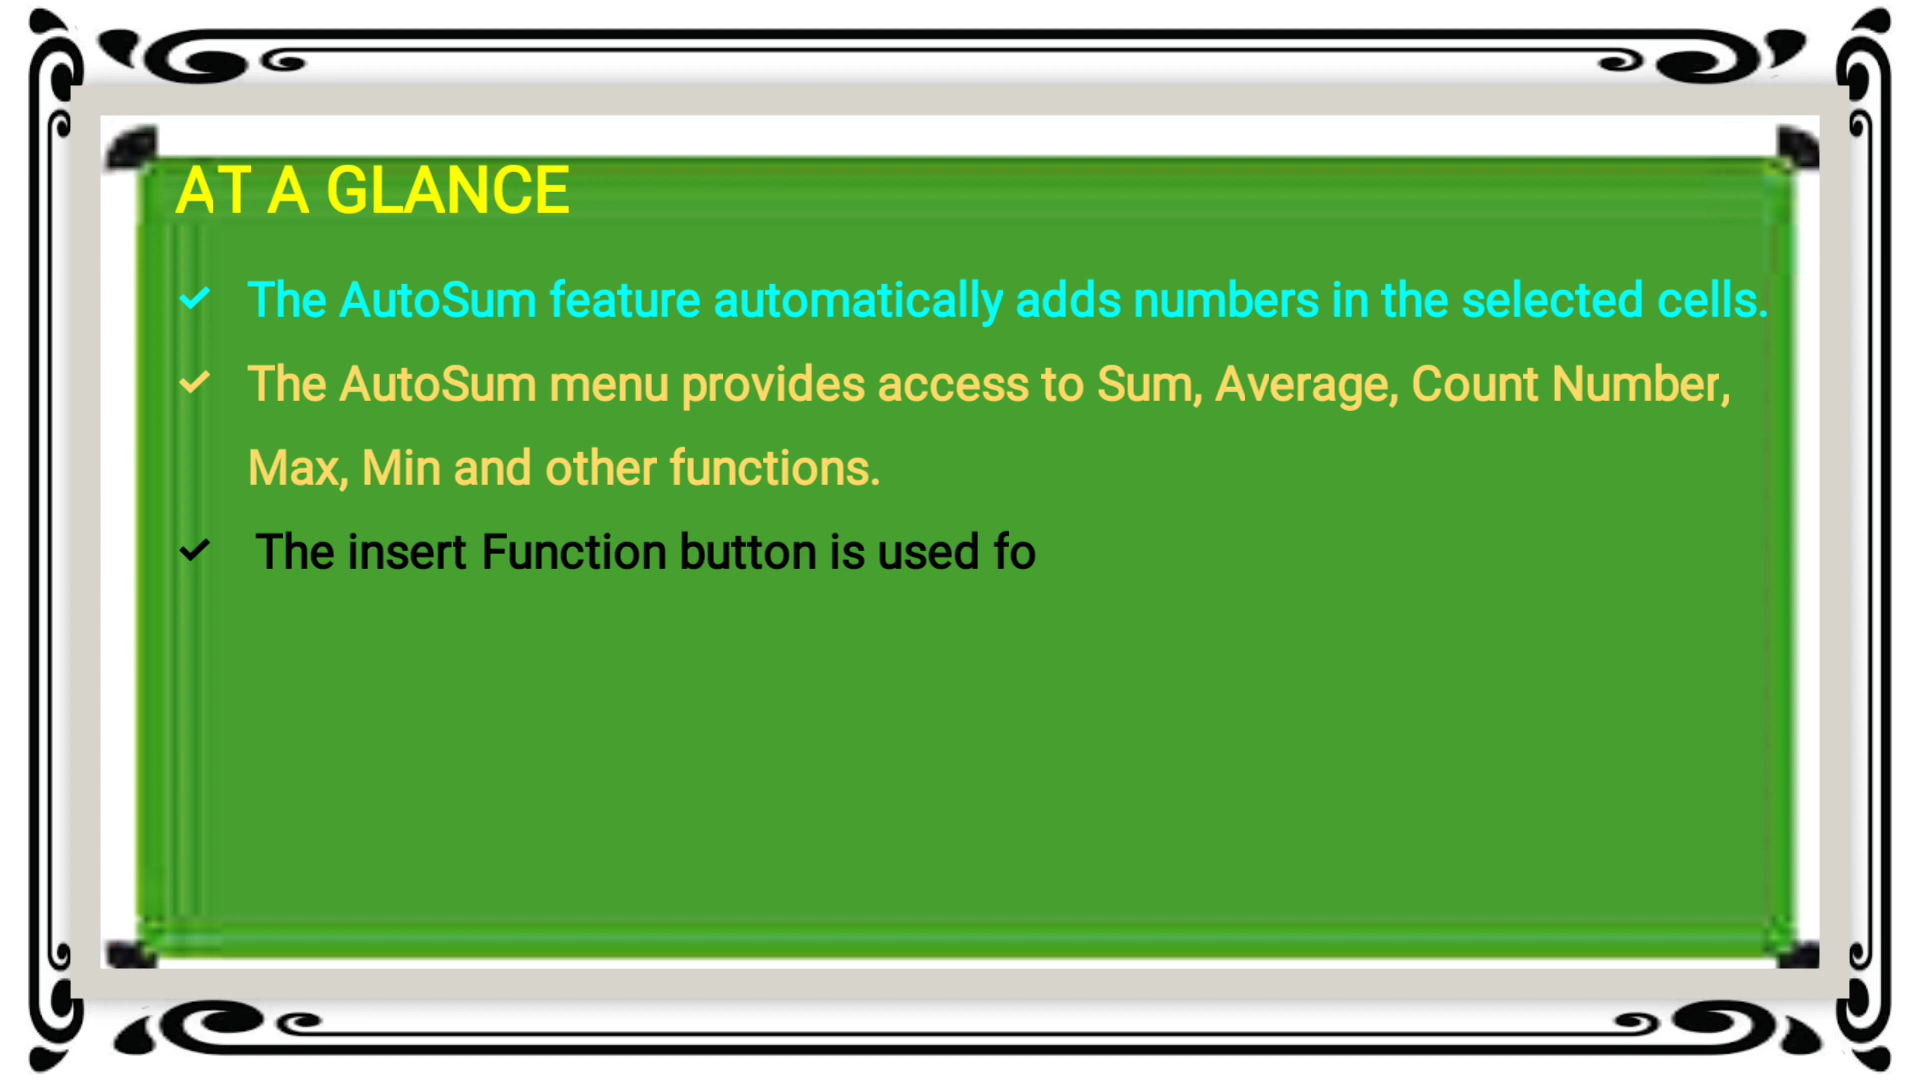 AT A GLANCE
The AutoSum feature automatically adds numbers in the selected cells.
The AutoSum menu provides access to Sum, Average, Count Number,
Max, Min and other functions.
The insert Function button is used fo